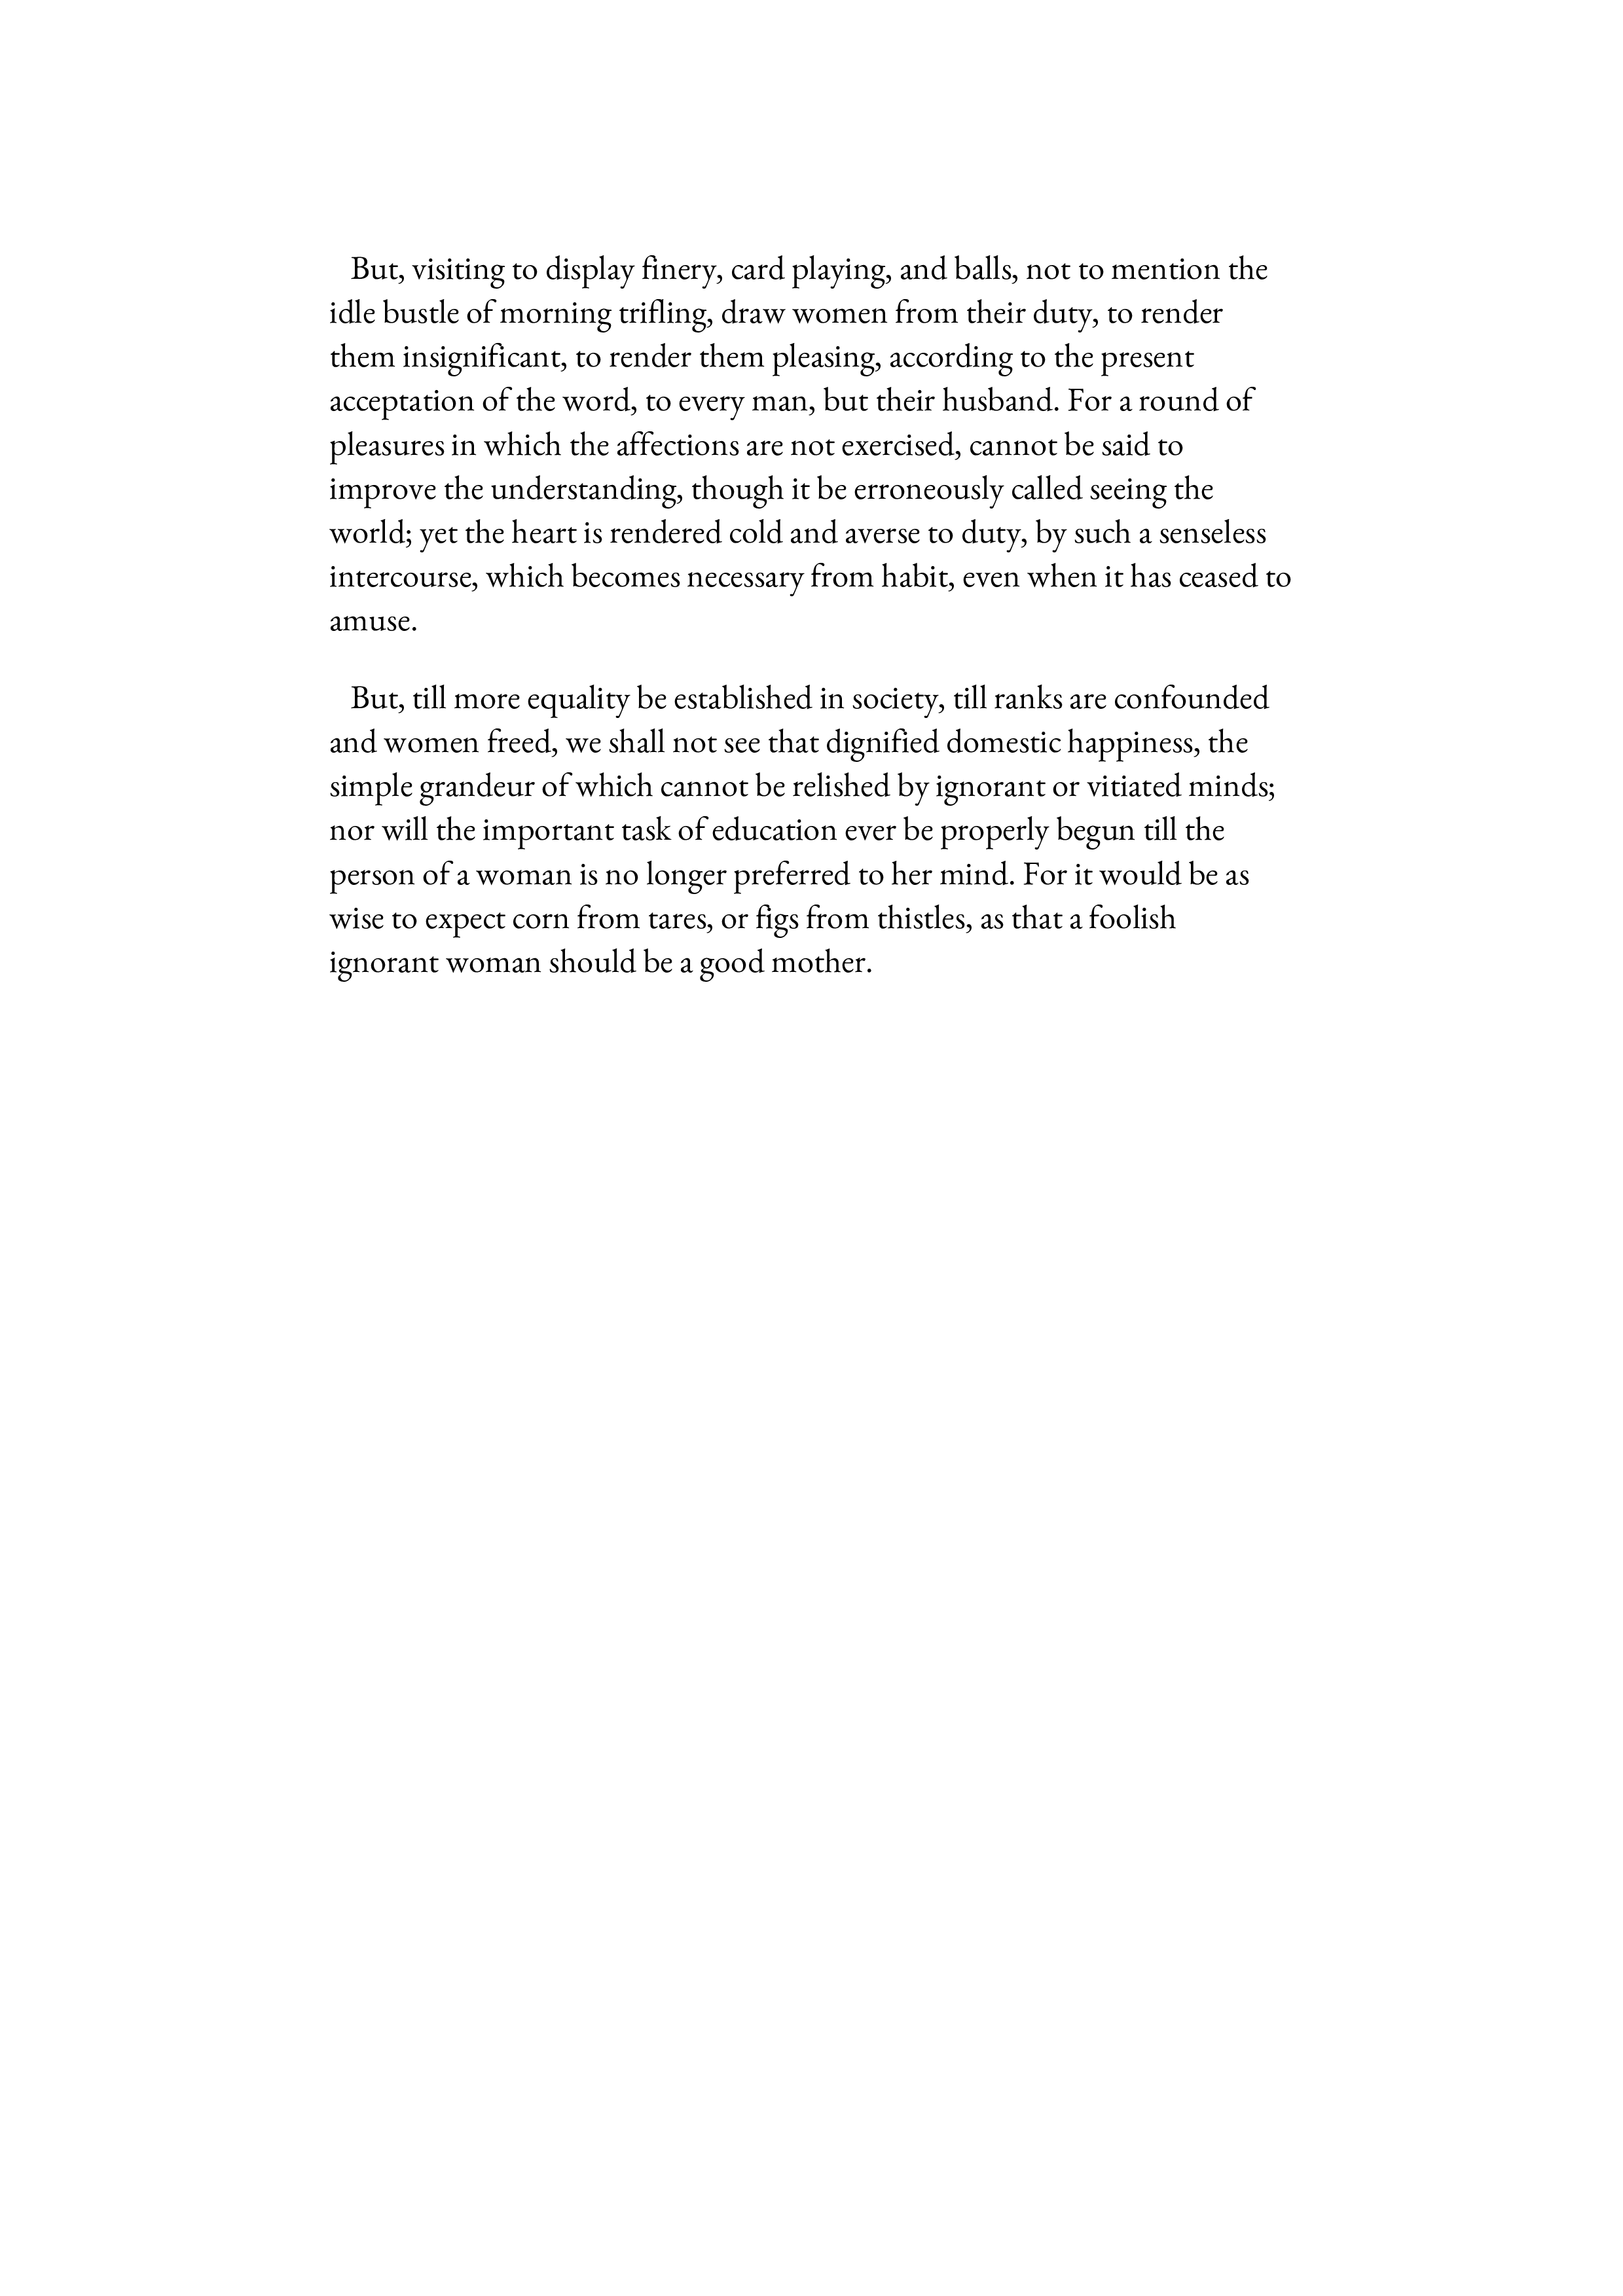 But, visiting to display finery, card playing, and balls, not to mention the
idle bustle of morning trifling, draw women from their duty, to render
them insignificant, to render them pleasing, according to the present
acceptation of the word, to every man, but their husband. For a round of
pleasures in which the affections are not exercised, cannot be said to
improve the understanding, though it be erroneously called seeing the
world; yet the heart is rendered cold and averse to duty, by such a senseless
intercourse, which becomes necessary from habit, even when it has ceased to
amuse.
But, till more equality be established in society, till ranks are confounded
and women freed, we shall not see that dignified domestic happiness, the
simple grandeur of which cannot be relished by ignorant or vitiated minds;
nor will the important task of education ever be properly begun till the
person of a woman is no longer preferred to her mind. For it would be as
wise to expect corn from tares, or figs from thistles, as that a foolish
ignorant woman should be a good mother.